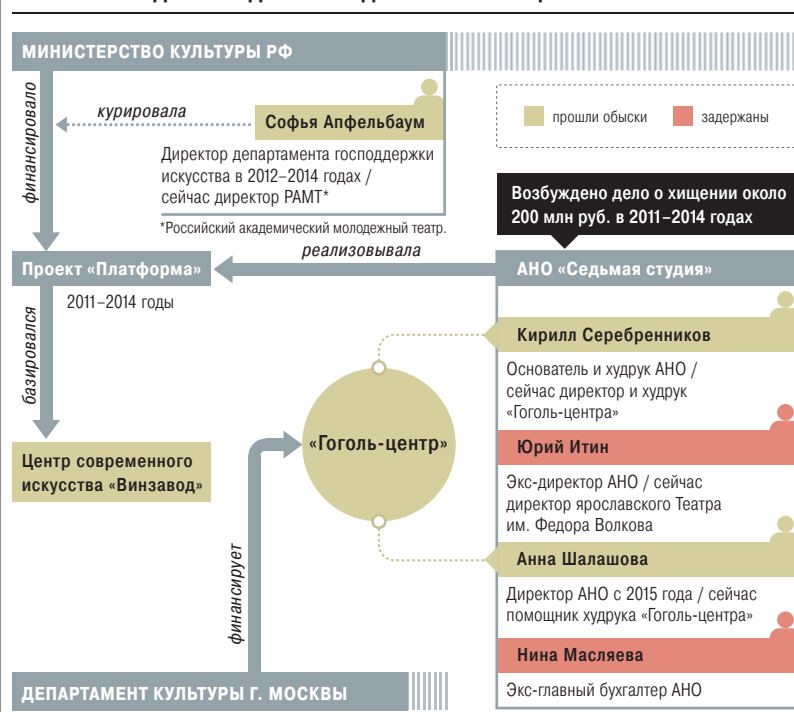 МИНИСТЕРСТВО КУЛЬТУРЫ РФ
финансировало
курировала
Софья Апфельбаум
Директор департамента господдержки
искусства в 2012–2014 годах /
сейчас директор РАМТ*
*Российский академический молодежный театр.
прошли обыски
задержаны
Возбуждено дело о хищении около
200 млн руб. в 2011–2014 годах
реализовывала
Проект «Платформа»
2011–2014 годы
базировался
Центр современного
искусства «Винзавод»
АНО «Седьмая студия»
Кирилл Серебренников
Основатель и худрук АНО /
сейчас директор и худрук
«Гоголь-центра»
Юрий Итин
Экс-директор АНО / сейчас
директор ярославского Театра
им. Федора Волкова
Анна Шалашова
Директор АНО с 2015 года / сейчас
помощник худрука «Гоголь-центра»
Нина Масляева
Экс-главный бухгалтер АНО
«Гоголь-центр»
финансирует
ДЕПАРТАМЕНТ КУЛЬТУРЫ Г. МОСКВЫ